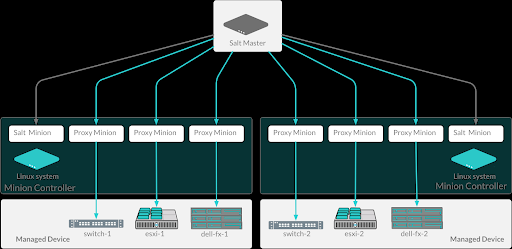 Salt Master
Salt Minion Proxy Minion Proxy Minion Proxy Minion Proxy Minion Proxy Minion Proxy Minion Salt Minion
Linux system Linux system
Minion Controller Minion Controller
switch-1 esxi-1 dell-fx-1 switch-2 esxi-2 dell-fx-2
Managed Device Managed Device